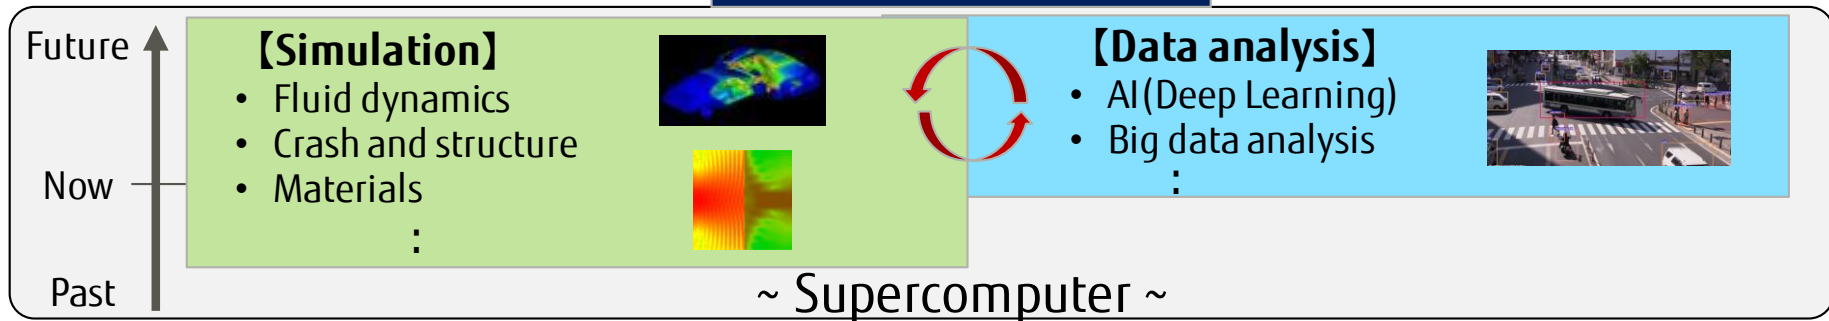 Future
Now
Past
【Simulation】
• Fluid dynamics
• Crash and structure
• Materials
:
【Data analysis】
• AI(Deep Learning)
• Big data analysis
:
~ Supercomputer ~